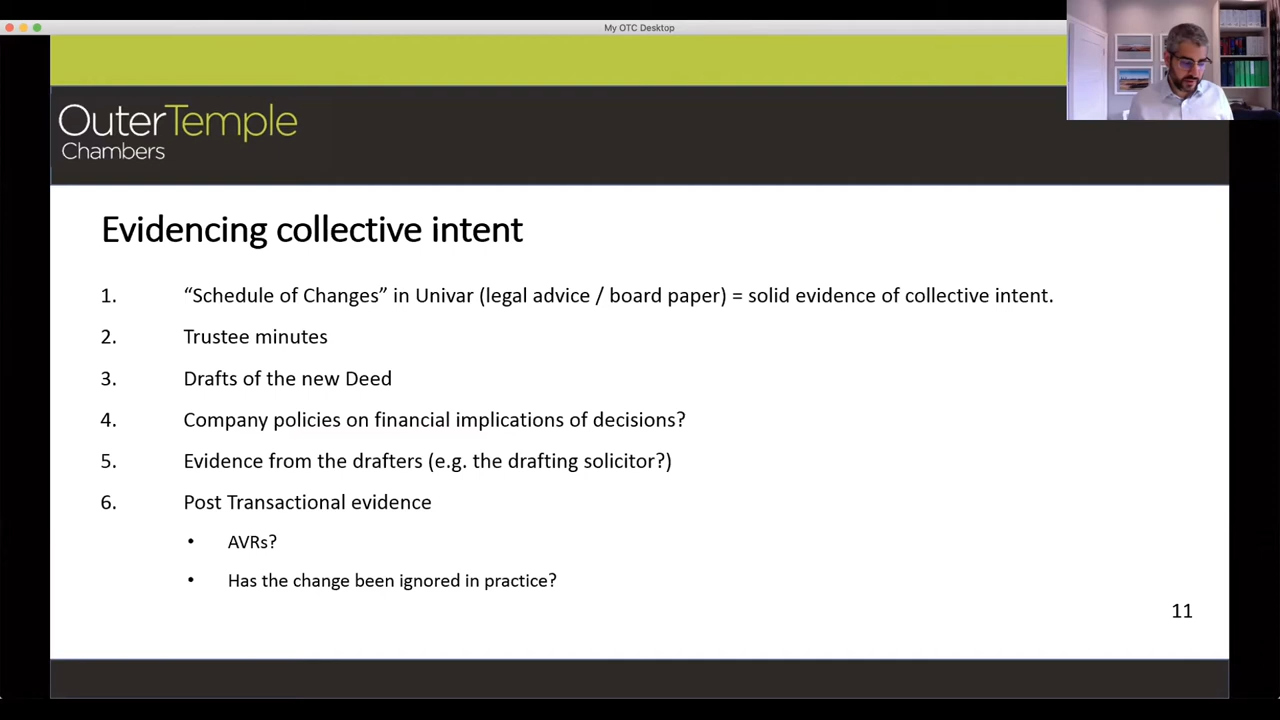 My OTC Desktop
OuterTemple
Chambers
Evidencing collective intent
1. “Schedule of Changes” in Univar (legal advice / board paper) = solid evidence of collective intent.
2. Trustee minutes
3. Drafts of the new Deed
4. Company policies on financial implications of decisions?
5. Evidence from the drafters (e.g. the drafting solicitor?)
6. Post Transactional evidence
• AVRs?
• Has the change been ignored in practice?
11